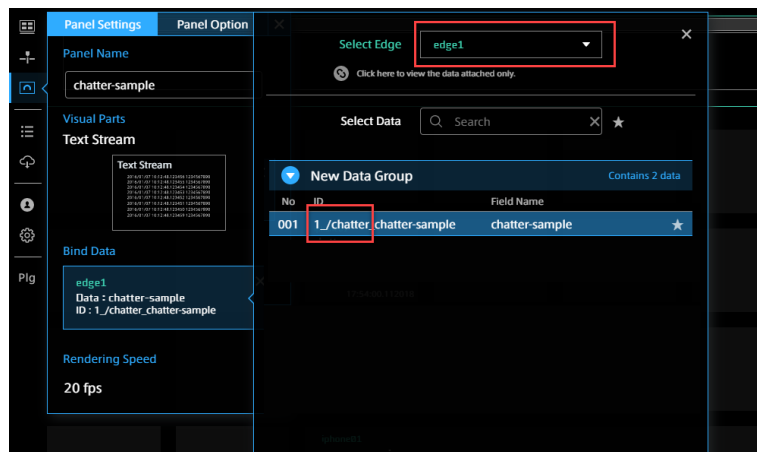 Panel Settings
Panel Option
Panel Name
chatter-sample
Visual Parts
Text Stream
Text Stream
Bind Data
edge1
Data : chatter-sample
ID : 1_/chatter_chatter-sample
Rendering Speed
20 fps
Plg
Select Edge
edge1
Click here to view the data attached only.
Select Data
Search
New Data Group
Contains 2 data
No ID Field Name
001 1_/chatter_chatter-sample chatter-sample